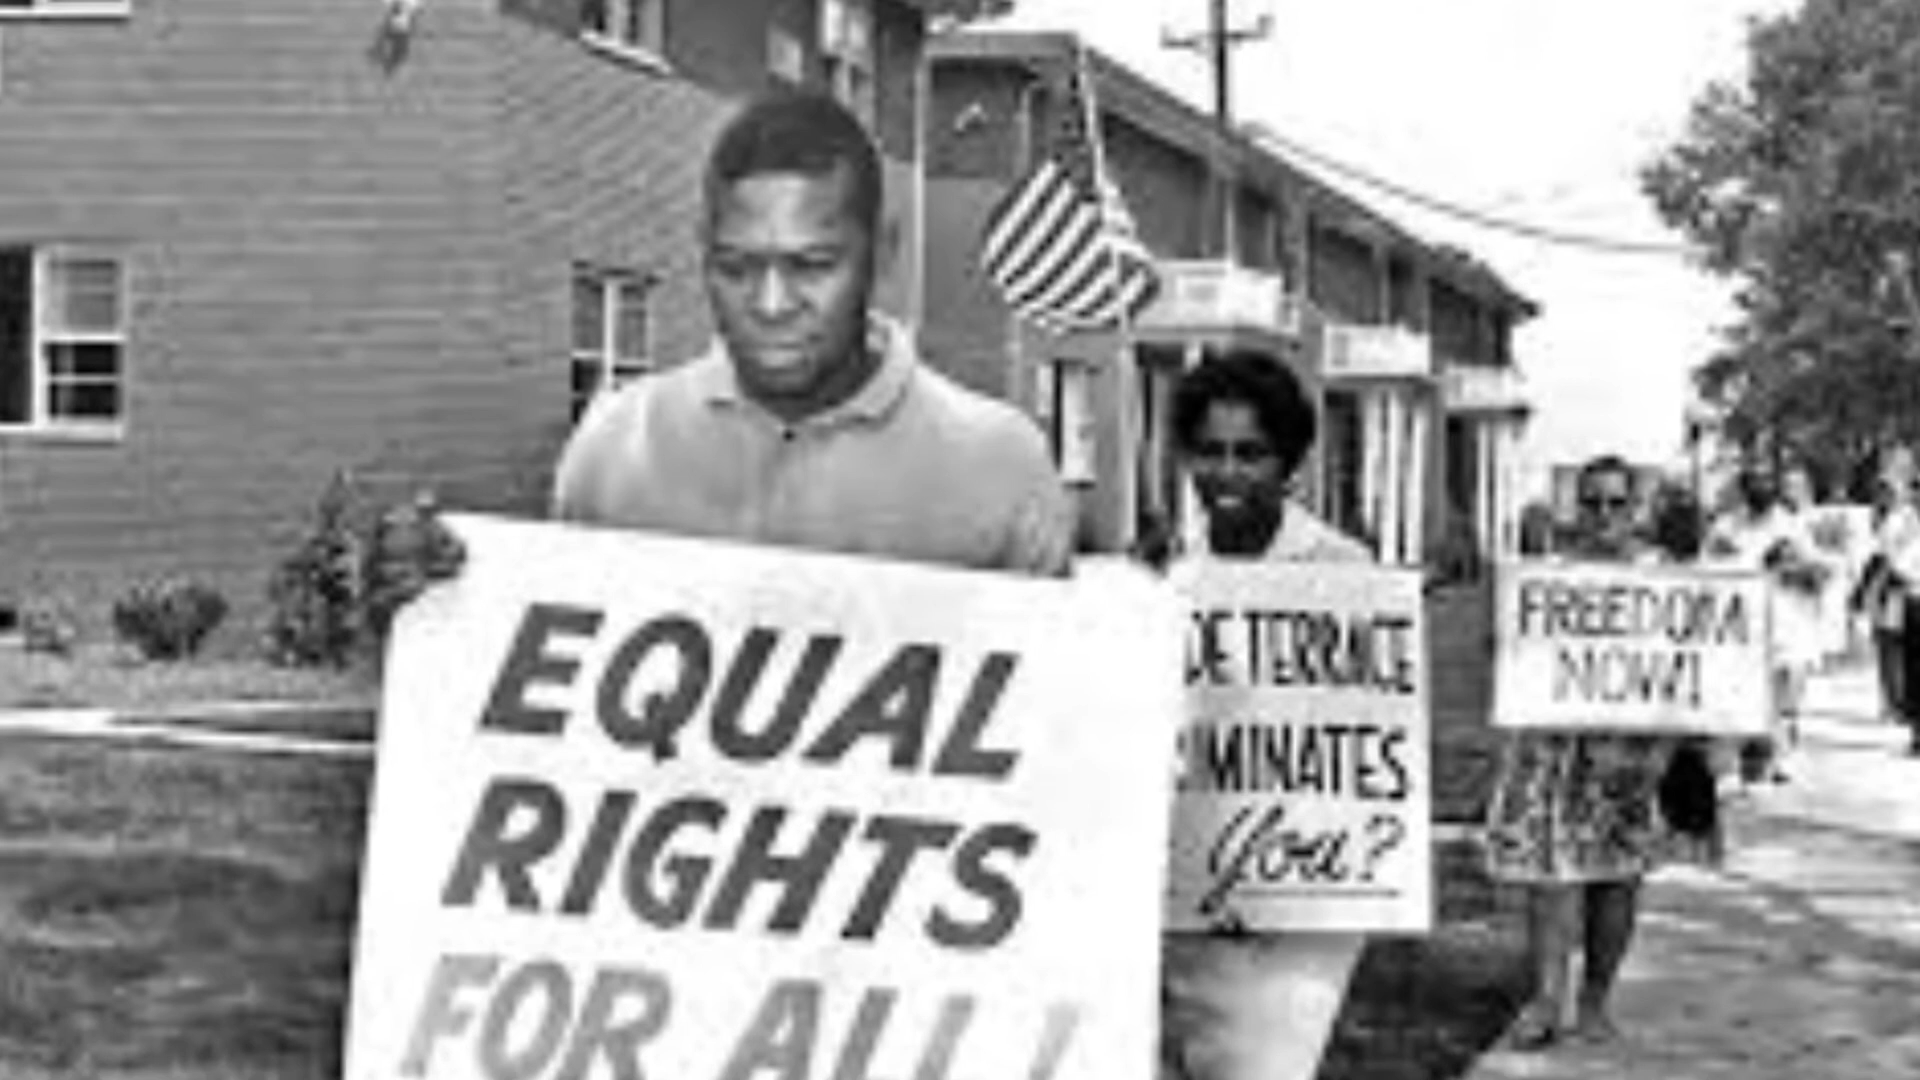 EQUAL
RIGHTS
FOR ALL!
DE TERRACE
MINATES
You?
FREEDOM
NOW!